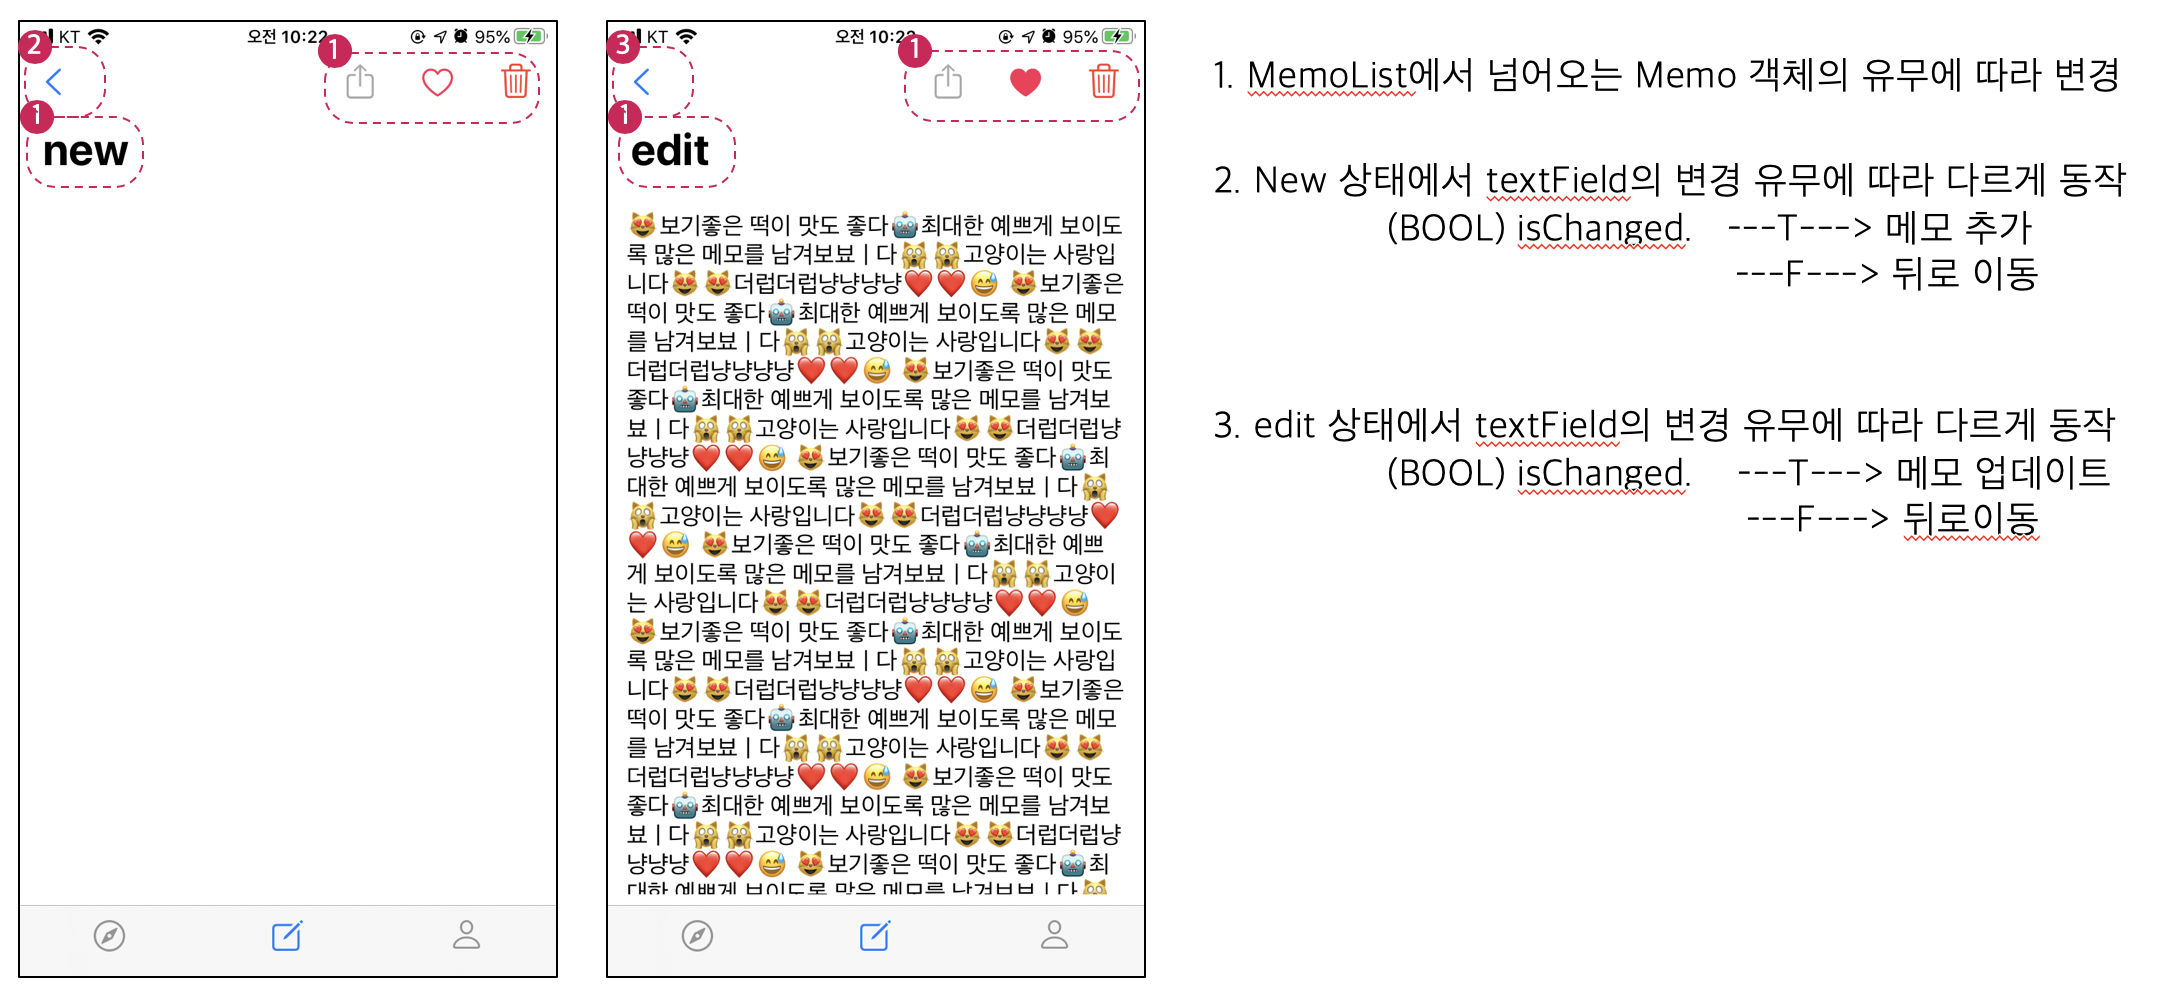 KT 오전 10:22 95%
2
1
1
new
KT 오전 10:22 95%
3
1
1
edit
😻보기좋은 떡이 맛도 좋다🤖최대한 예쁘게 보이도
록 많은 메모를 남겨보뵤ㅣ다🙀🙀고양이는 사랑입
니다😻😻더럽더럽냥냥냥냥❤️❤️😅 😻보기좋은
떡이 맛도 좋다🤖최대한 예쁘게 보이도록 많은 메모
를 남겨보뵤ㅣ다🙀🙀고양이는 사랑입니다😻😻
더럽더럽냥냥냥냥❤️❤️😅 😻보기좋은 떡이 맛도
좋다🤖최대한 예쁘게 보이도록 많은 메모를 남겨보
뵤ㅣ다🙀🙀고양이는 사랑입니다😻😻더럽더럽냥
냥냥냥❤️❤️😅 😻보기좋은 떡이 맛도 좋다🤖최
대한 예쁘게 보이도록 많은 메모를 남겨보뵤ㅣ다🙀
🙀고양이는 사랑입니다😻😻더럽더럽냥냥냥냥❤️
❤️😅 😻보기좋은 떡이 맛도 좋다🤖최대한 예쁘
게 보이도록 많은 메모를 남겨보뵤ㅣ다🙀🙀고양이
는 사랑입니다😻😻더럽더럽냥냥냥냥❤️❤️😅
😻보기좋은 떡이 맛도 좋다🤖최대한 예쁘게 보이도
록 많은 메모를 남겨보뵤ㅣ다🙀🙀고양이는 사랑입
니다😻😻더럽더럽냥냥냥냥❤️❤️😅 😻보기좋은
떡이 맛도 좋다🤖최대한 예쁘게 보이도록 많은 메모
를 남겨보뵤ㅣ다🙀🙀고양이는 사랑입니다😻😻
더럽더럽냥냥냥냥❤️❤️😅 😻보기좋은 떡이 맛도
좋다🤖최대한 예쁘게 보이도록 많은 메모를 남겨보
뵤ㅣ다🙀🙀고양이는 사랑입니다😻😻더럽더럽냥
냥냥냥❤️❤️😅 😻보기좋은 떡이 맛도 좋다🤖최
대한 예쁘게 보이도록 많은 메모를 남겨보뵤ㅣ다🙀
1. MemoList에서 넘어오는 Memo 객체의 유무에 따라 변경
2. New 상태에서 textField의 변경 유무에 따라 다르게 동작
(BOOL) isChanged. ---T---> 메모 추가
---F---> 뒤로 이동
3. edit 상태에서 textField의 변경 유무에 따라 다르게 동작
(BOOL) isChanged. ---T---> 메모 업데이트
---F---> 뒤로이동